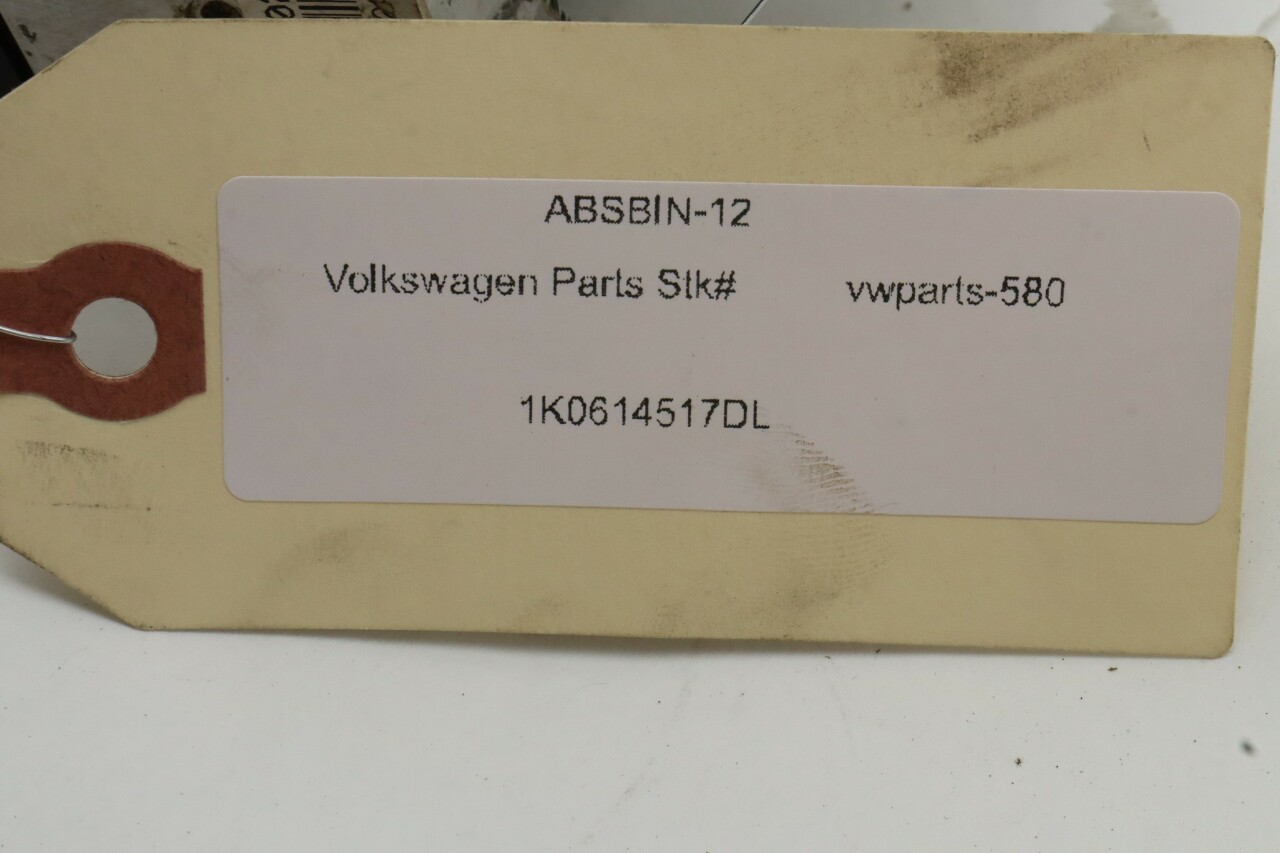 ABSBIN-12
Volkswagen Parts Stk# vwparts-580
1K0614517DL